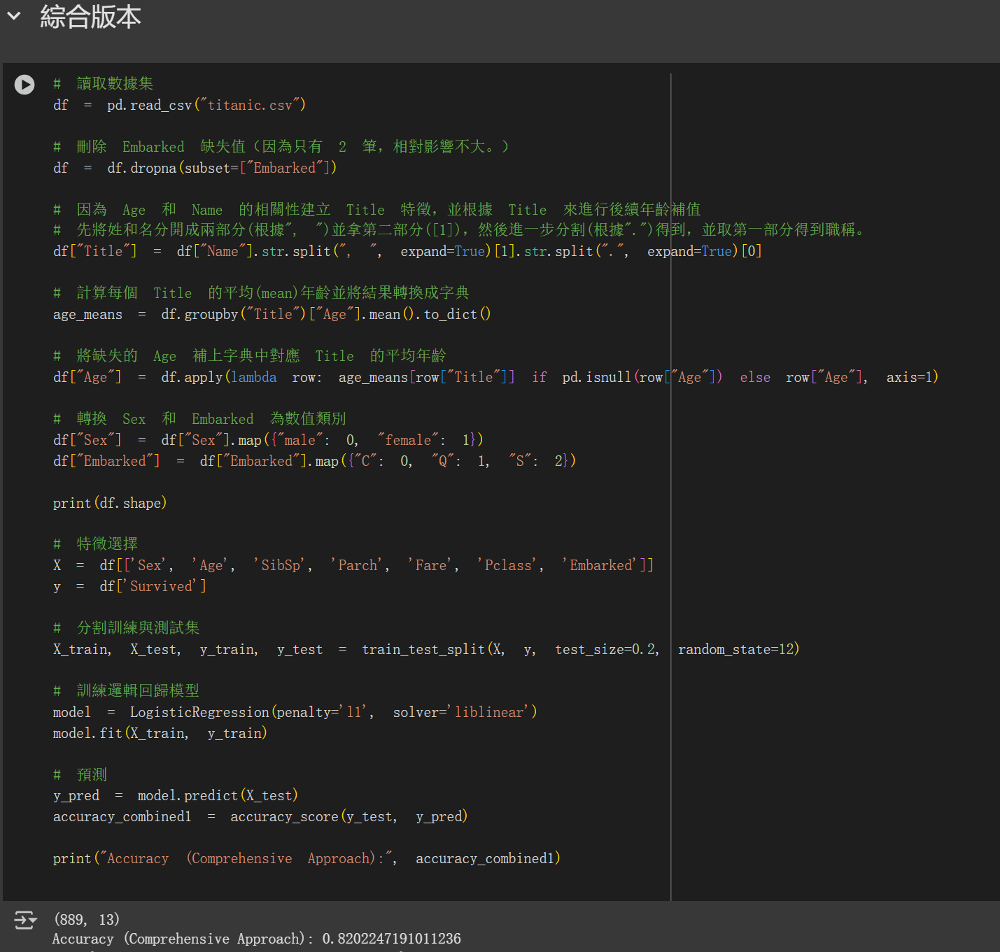 綜合版本
# 讀取數據集
df = pd.read_csv("titanic.csv")
# 刪除 Embarked 缺失值（因為只有 2 筆，相對影響不大。）
df = df.dropna(subset=["Embarked"])
# 因為 Age 和 Name 的相關性建立 Title 特徵，並根據 Title 來進行後續年齡補值
# 先將姓和名分開成兩部分(根據", ")並拿第二部分([1])，然後進一步分割(根據".")得到，並取第一部分得到職稱。
df["Title"] = df["Name"].str.split(", ", expand=True)[1].str.split(".", expand=True)[0]
# 計算每個 Title 的平均(mean)年齡並將結果轉換成字典
age_means = df.groupby("Title")["Age"].mean().to_dict()
# 將缺失的 Age 補上字典中對應 Title 的平均年齡
df["Age"] = df.apply(lambda row: age_means[row["Title"]] if pd.isnull(row["Age"]) else row["Age"], axis=1)
# 轉換 Sex 和 Embarked 為數值類別
df["Sex"] = df["Sex"].map({"male": 0, "female": 1})
df["Embarked"] = df["Embarked"].map({"C": 0, "Q": 1, "S": 2})
print(df.shape)
# 特徵選擇
X = df[['Sex', 'Age', 'SibSp', 'Parch', 'Fare', 'Pclass', 'Embarked']]
y = df['Survived']
# 分割訓練與測試集
X_train, X_test, y_train, y_test = train_test_split(X, y, test_size=0.2, random_state=12)
# 訓練邏輯回歸模型
model = LogisticRegression(penalty='l1', solver='liblinear')
model.fit(X_train, y_train)
# 預測
y_pred = model.predict(X_test)
accuracy_combined1 = accuracy_score(y_test, y_pred)
print("Accuracy (Comprehensive Approach):", accuracy_combined1)
(889, 13)
Accuracy (Comprehensive Approach): 0.8202247191011236